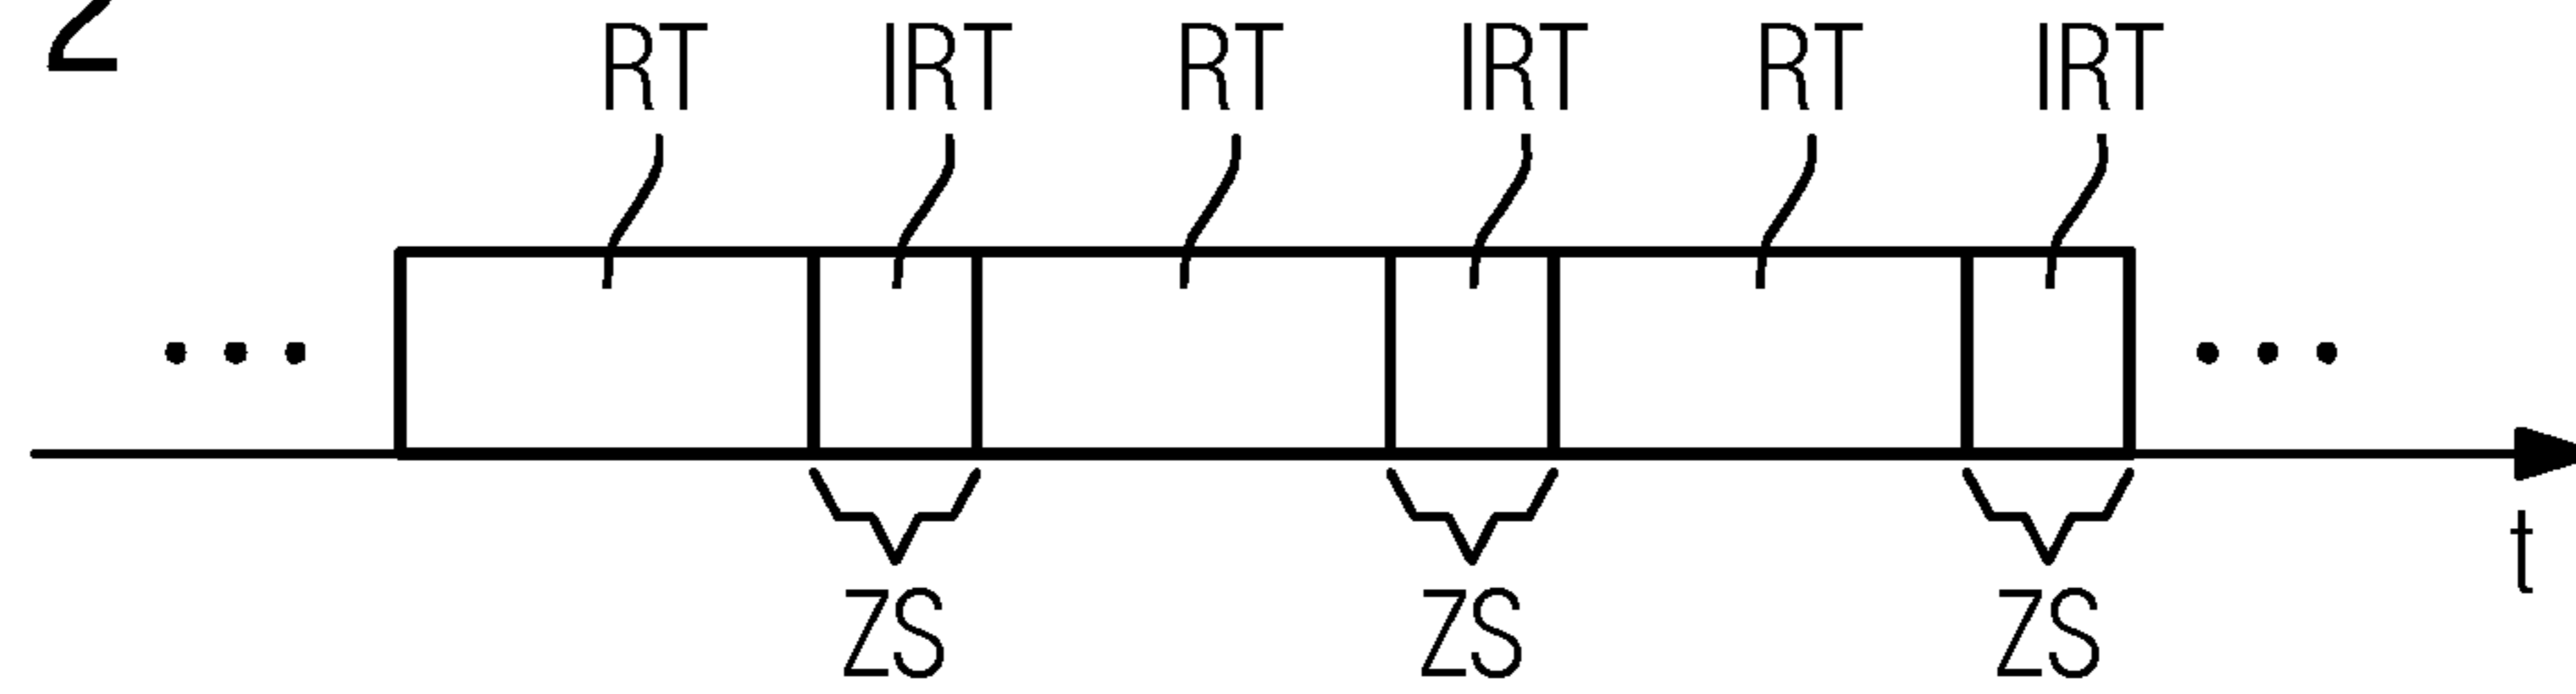 2
RT IRT RT IRT RT IRT
... ...
t
ZS ZS ZS